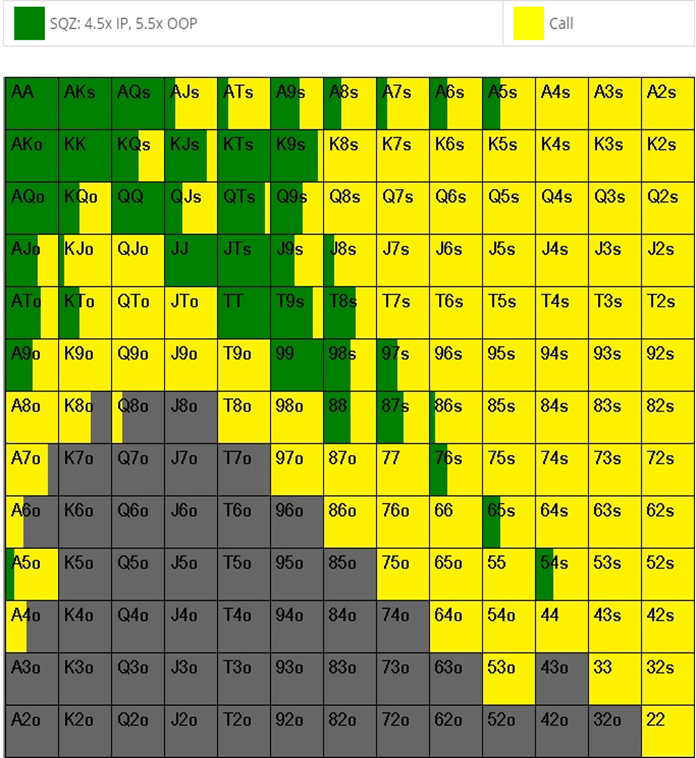 SQZ: 4.5x IP, 5.5x OOP Call
AA AKs AQs AJs ATs A9s A8s A7s A6s A5s A4s A3s A2s
AKo KK KQs KJs KTs K9s K8s K7s K6s K5s K4s K3s K2s
AQo KQo QQ QJs QTs Q9s Q8s Q7s Q6s Q5s Q4s Q3s Q2s
AJo KJo QJo JJ JTs J9s J8s J7s J6s J5s J4s J3s J2s
ATo KTo QTo JTo TT T9s T8s T7s T6s T5s T4s T3s T2s
A9o K9o Q9o J9o T9o 99 98s 97s 96s 95s 94s 93s 92s
A8o K8o Q8o J8o T8o 98o 88 87s 86s 85s 84s 83s 82s
A7o K7o Q7o J7o T7o 97o 87o 77 76s 75s 74s 73s 72s
A6o K6o Q6o J6o T6o 96o 86o 76o 66 65s 64s 63s 62s
A5o K5o Q5o J5o T5o 95o 85o 75o 65o 55 54s 53s 52s
A4o K4o Q4o J4o T4o 94o 84o 74o 64o 54o 44 43s 42s
A3o K3o Q3o J3o T3o 93o 83o 73o 63o 53o 43o 33 32s
A2o K2o Q2o J2o T2o 92o 82o 72o 62o 52o 42o 32o 22